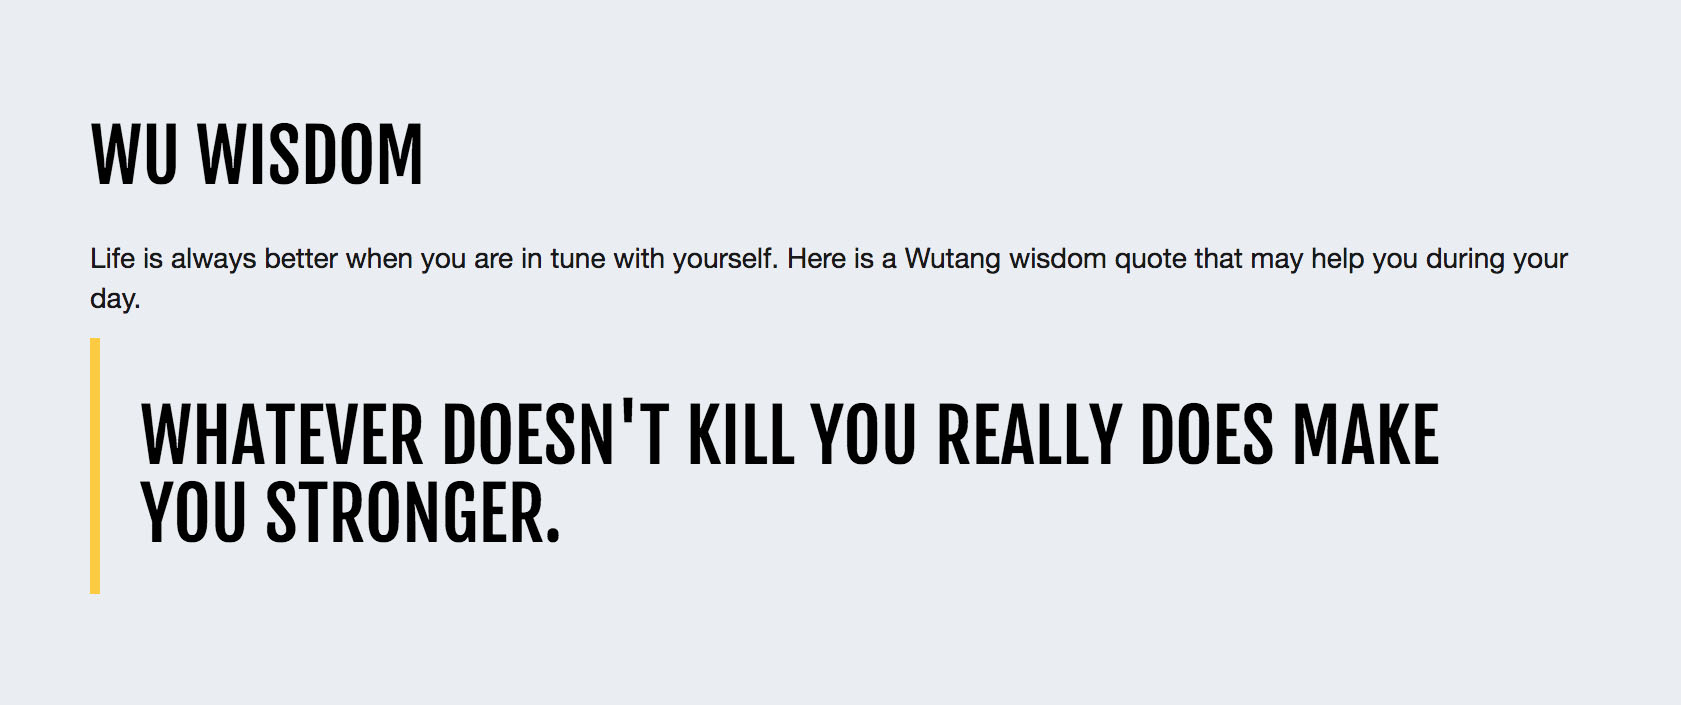 WU WISDOM
Life is always better when you are in tune with yourself. Here is a Wutang wisdom quote that may help you during your
day.
WHATEVER DOESN'T KILL YOU REALLY DOES MAKE
YOU STRONGER.